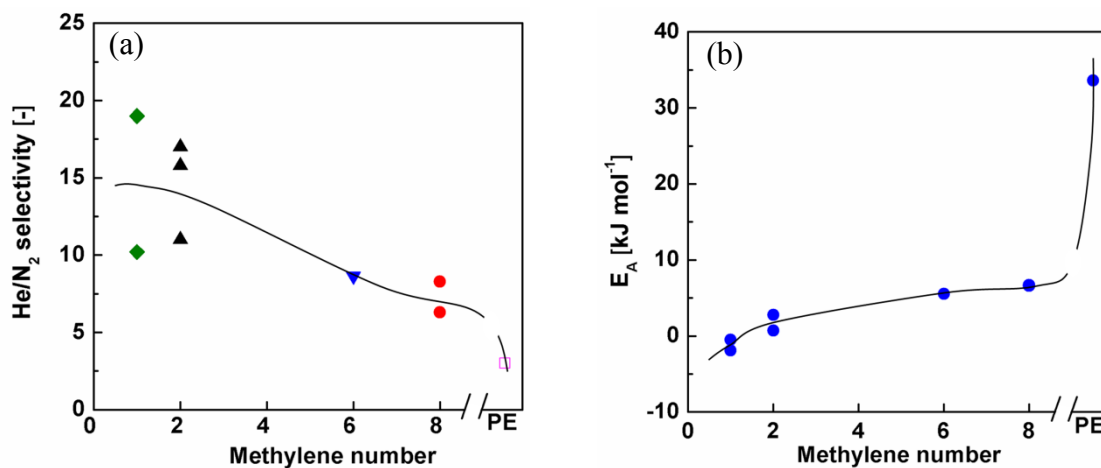 (a)
He/N₂ selectivity [-]
25
20
15
10
5
0
0 2 4 6 8 PE
Methylene number
(b)
E_A [kJ mol⁻¹]
40
30
20
10
0
-10
0 2 4 6 8 PE
Methylene number